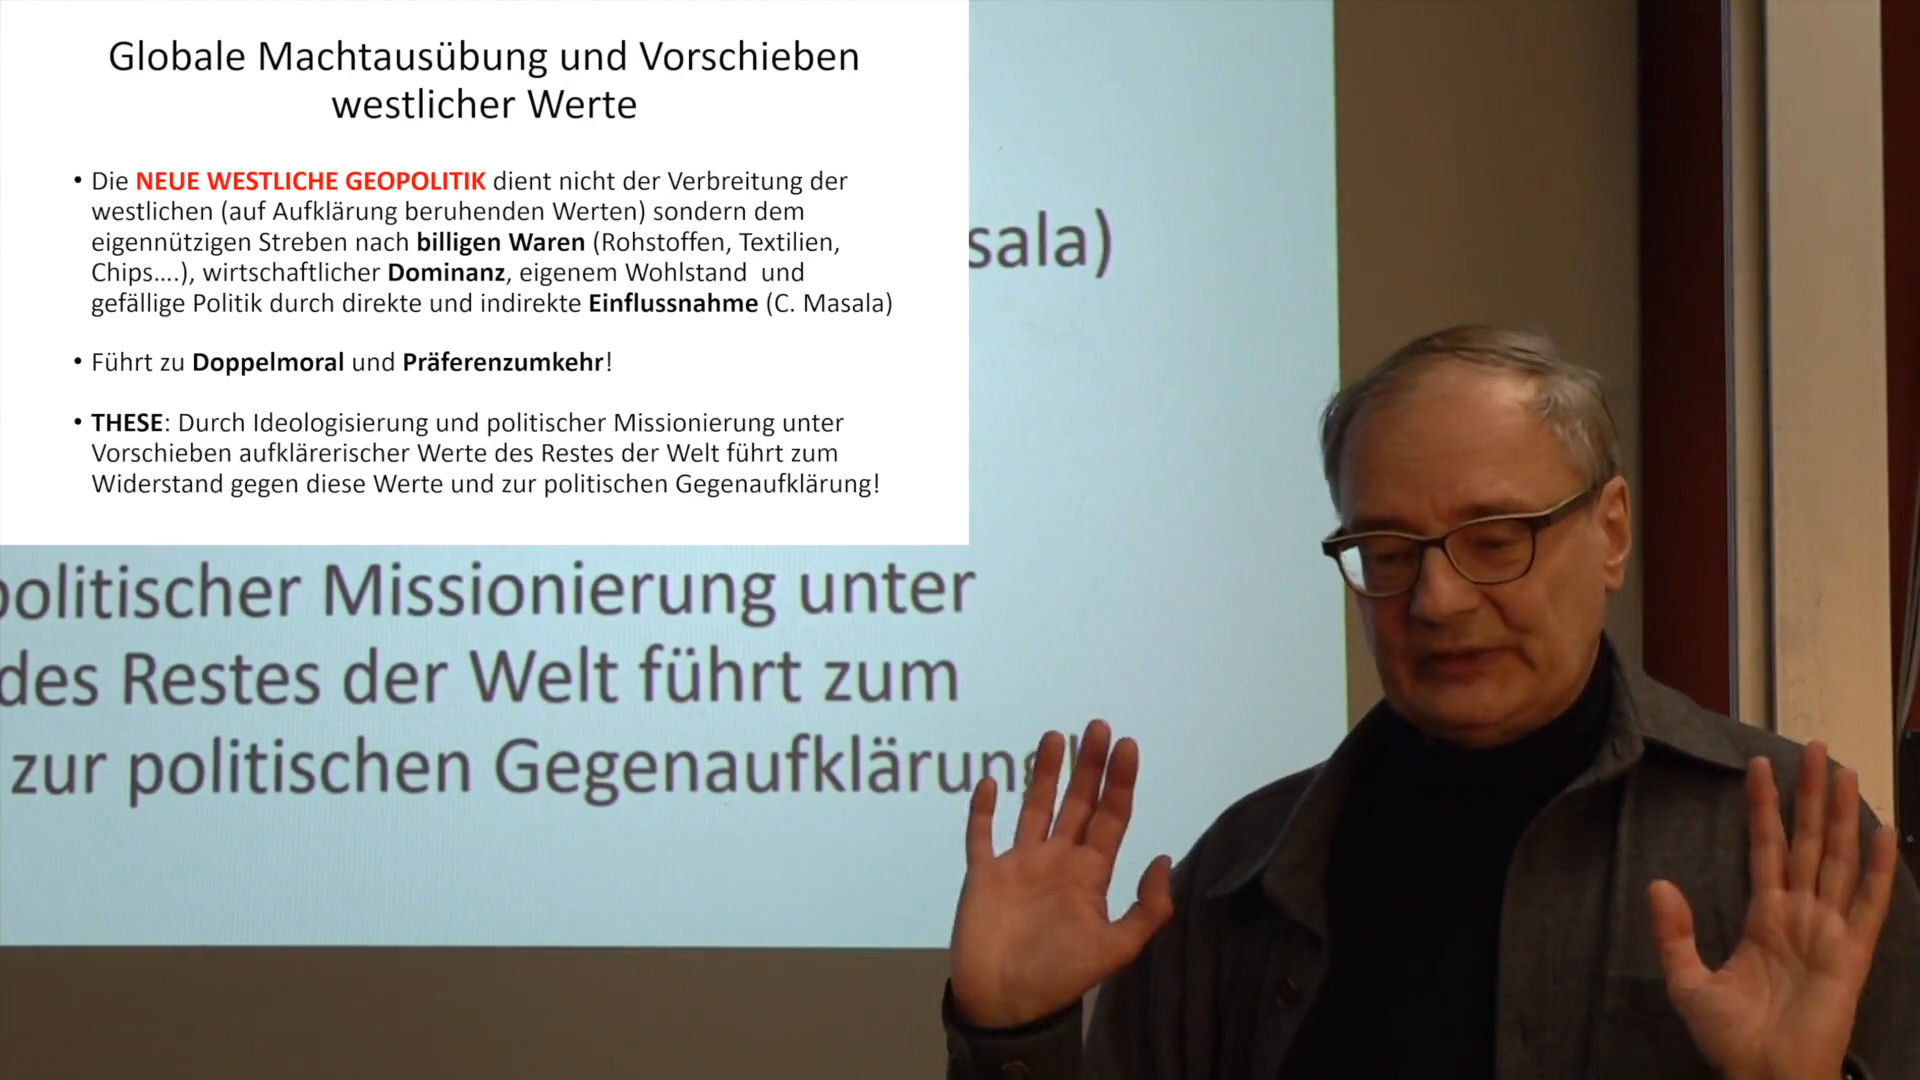 Globale Machtausübung und Vorschieben
westlicher Werte
• Die NEUE WESTLICHE GEOPOLITIK dient nicht der Verbreitung der
westlichen (auf Aufklärung beruhenden Werten) sondern dem
eigennützigen Streben nach billigen Waren (Rohstoffen, Textilien,
Chips....), wirtschaftlicher Dominanz, eigenem Wohlstand und
gefällige Politik durch direkte und indirekte Einflussnahme (C. Masala)
• Führt zu Doppelmoral und Präferenzumkehr!
• THESE: Durch Ideologisierung und politischer Missionierung unter
Vorschieben aufklärerischer Werte des Restes der Welt führt zum
Widerstand gegen diese Werte und zur politischen Gegenaufklärung!
sala)
politischer Missionierung unter
des Restes der Welt führt zum
zur politischen Gegenaufklärung!